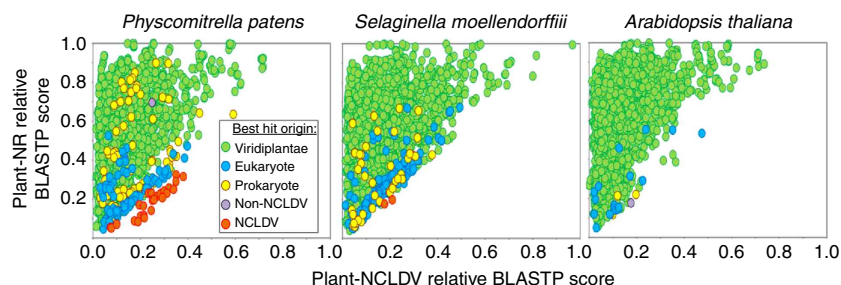 Physcomitrella patens
Selaginella moellendorffiii
Arabidopsis thaliana
Plant-NR relative
BLASTP score
1.0
0.8
0.6
0.4
0.2
Best hit origin:
Viridiplantae
Eukaryote
Prokaryote
Non-NCLDV
NCLDV
0.0 0.2 0.4 0.6 0.8 1.0
0.2 0.4 0.6 0.8 1.0
0.2 0.4 0.6 0.8 1.0
Plant-NCLDV relative BLASTP score